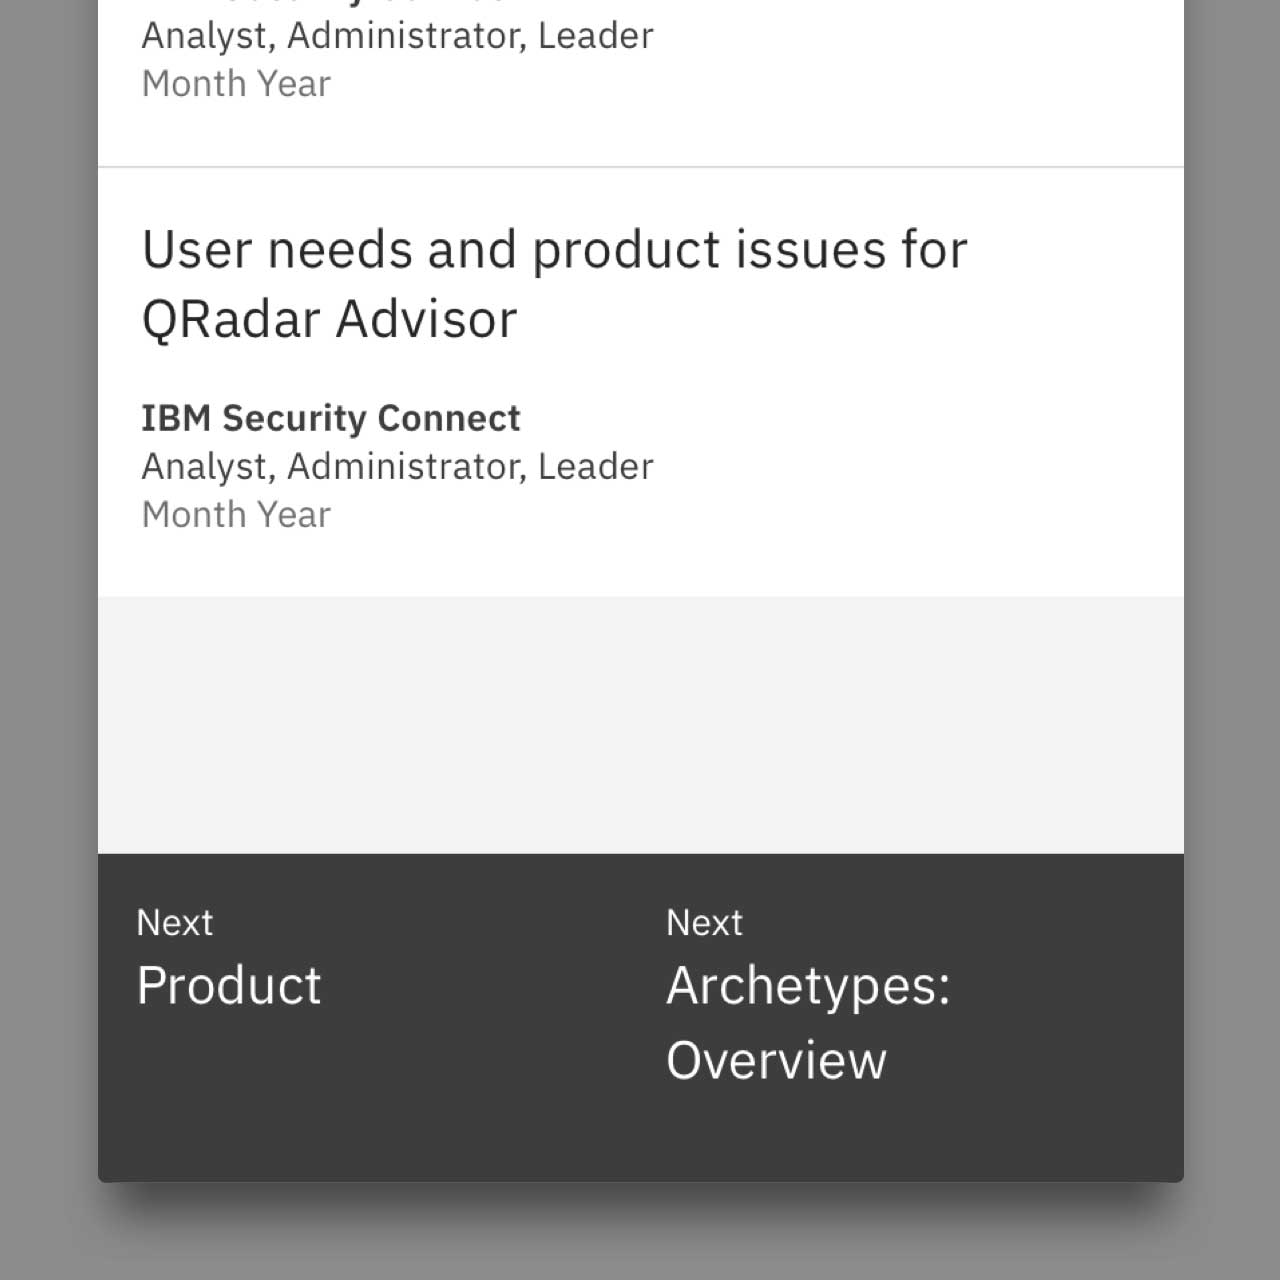 Analyst, Administrator, Leader
Month Year
User needs and product issues for
QRadar Advisor
IBM Security Connect
Analyst, Administrator, Leader
Month Year
Next
Product
Next
Archetypes:
Overview